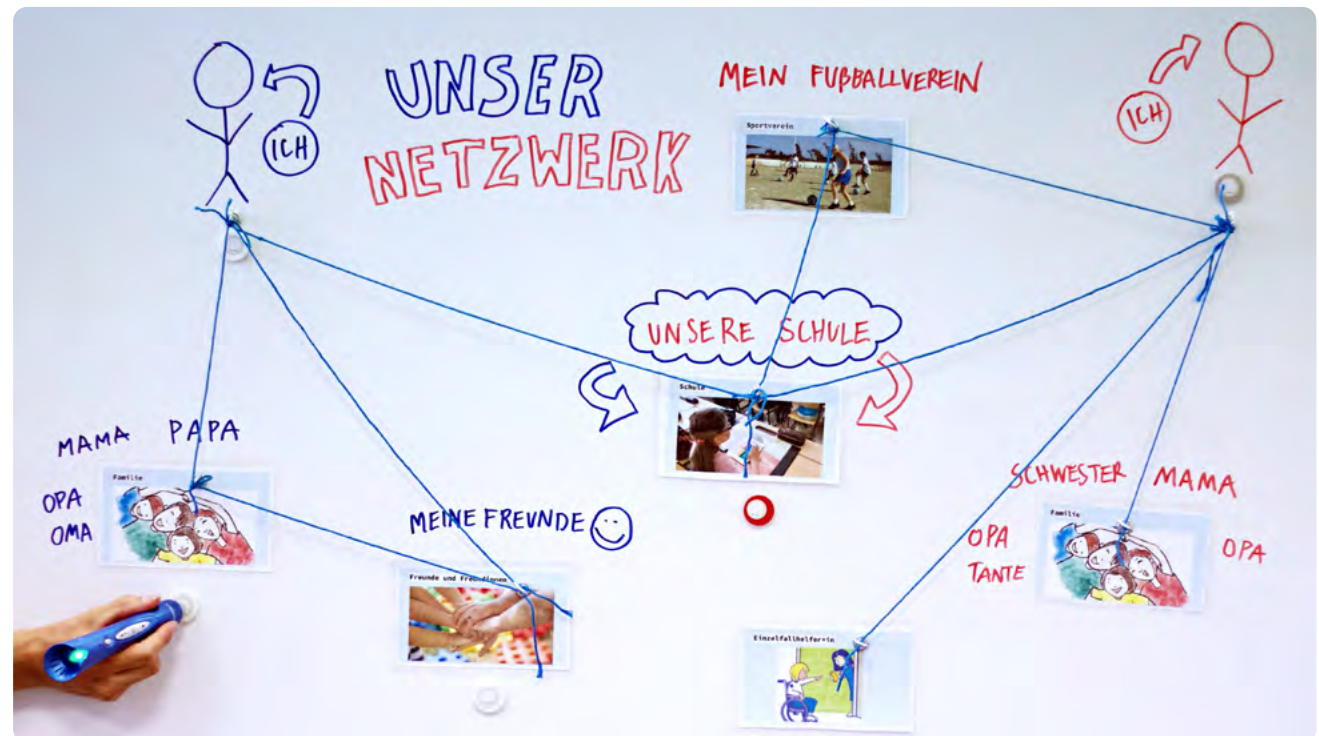 UNSER
NETZWERK
ICH
MEIN FUßBALLVEREIN
ICH
Sportverein
UNSERE SCHULE
Schule
MAMA PAPA
OPA
OMA
Familie
MEINE FREUNDE
Freunde und Freundinnen
SCHWESTER MAMA
OPA
TANTE
Familie
OPA
Einzelfallhelfer*in